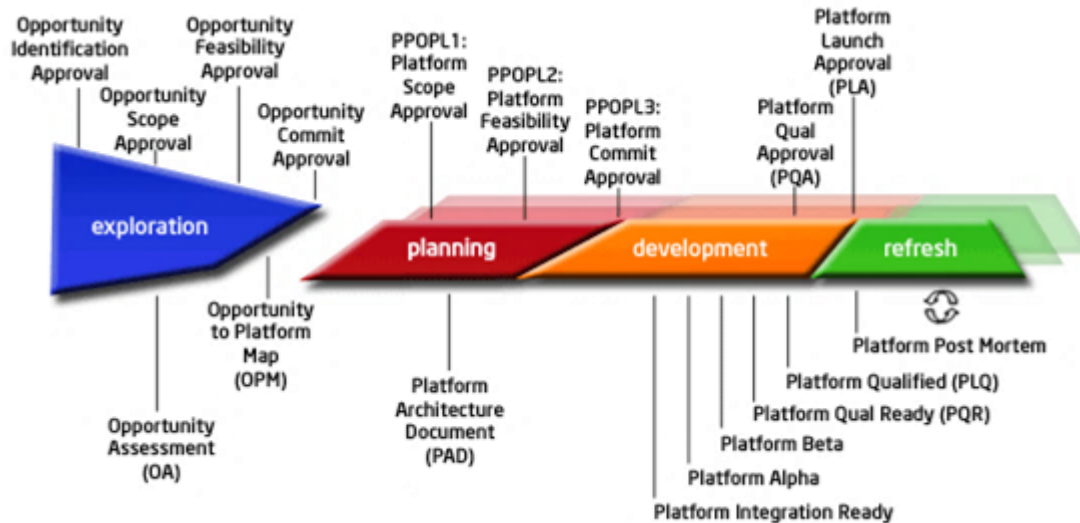 Opportunity
Identification
Approval
Opportunity
Scope
Approval
Opportunity
Feasibility
Approval
Opportunity
Commit
Approval
PPOPL1:
Platform
Scope
Approval
PPOPL2:
Platform
Feasibility
Approval
PPOPL3:
Platform
Commit
Approval
Platform
Qual
Approval
(PQA)
Platform
Launch
Approval
(PLA)
exploration
planning
development
refresh
Opportunity
Assessment
(OA)
Opportunity
to Platform
Map
(OPM)
Platform
Architecture
Document
(PAD)
Platform Post Mortem
Platform Qualified (PLQ)
Platform Qual Ready (PQR)
Platform Beta
Platform Alpha
Platform Integration Ready